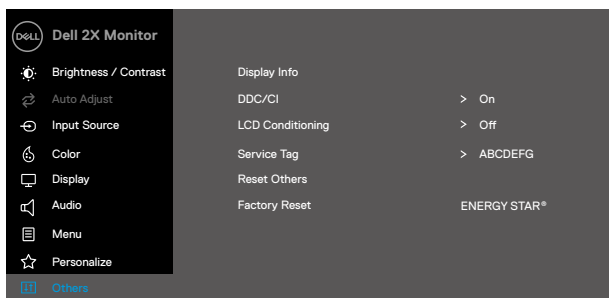 DELL Dell 2X Monitor
Brightness / Contrast
Auto Adjust
Input Source
Color
Display
Audio
Menu
Personalize
Others
Display Info
DDC/CI > On
LCD Conditioning > Off
Service Tag > ABCDEFG
Reset Others
Factory Reset ENERGY STAR®